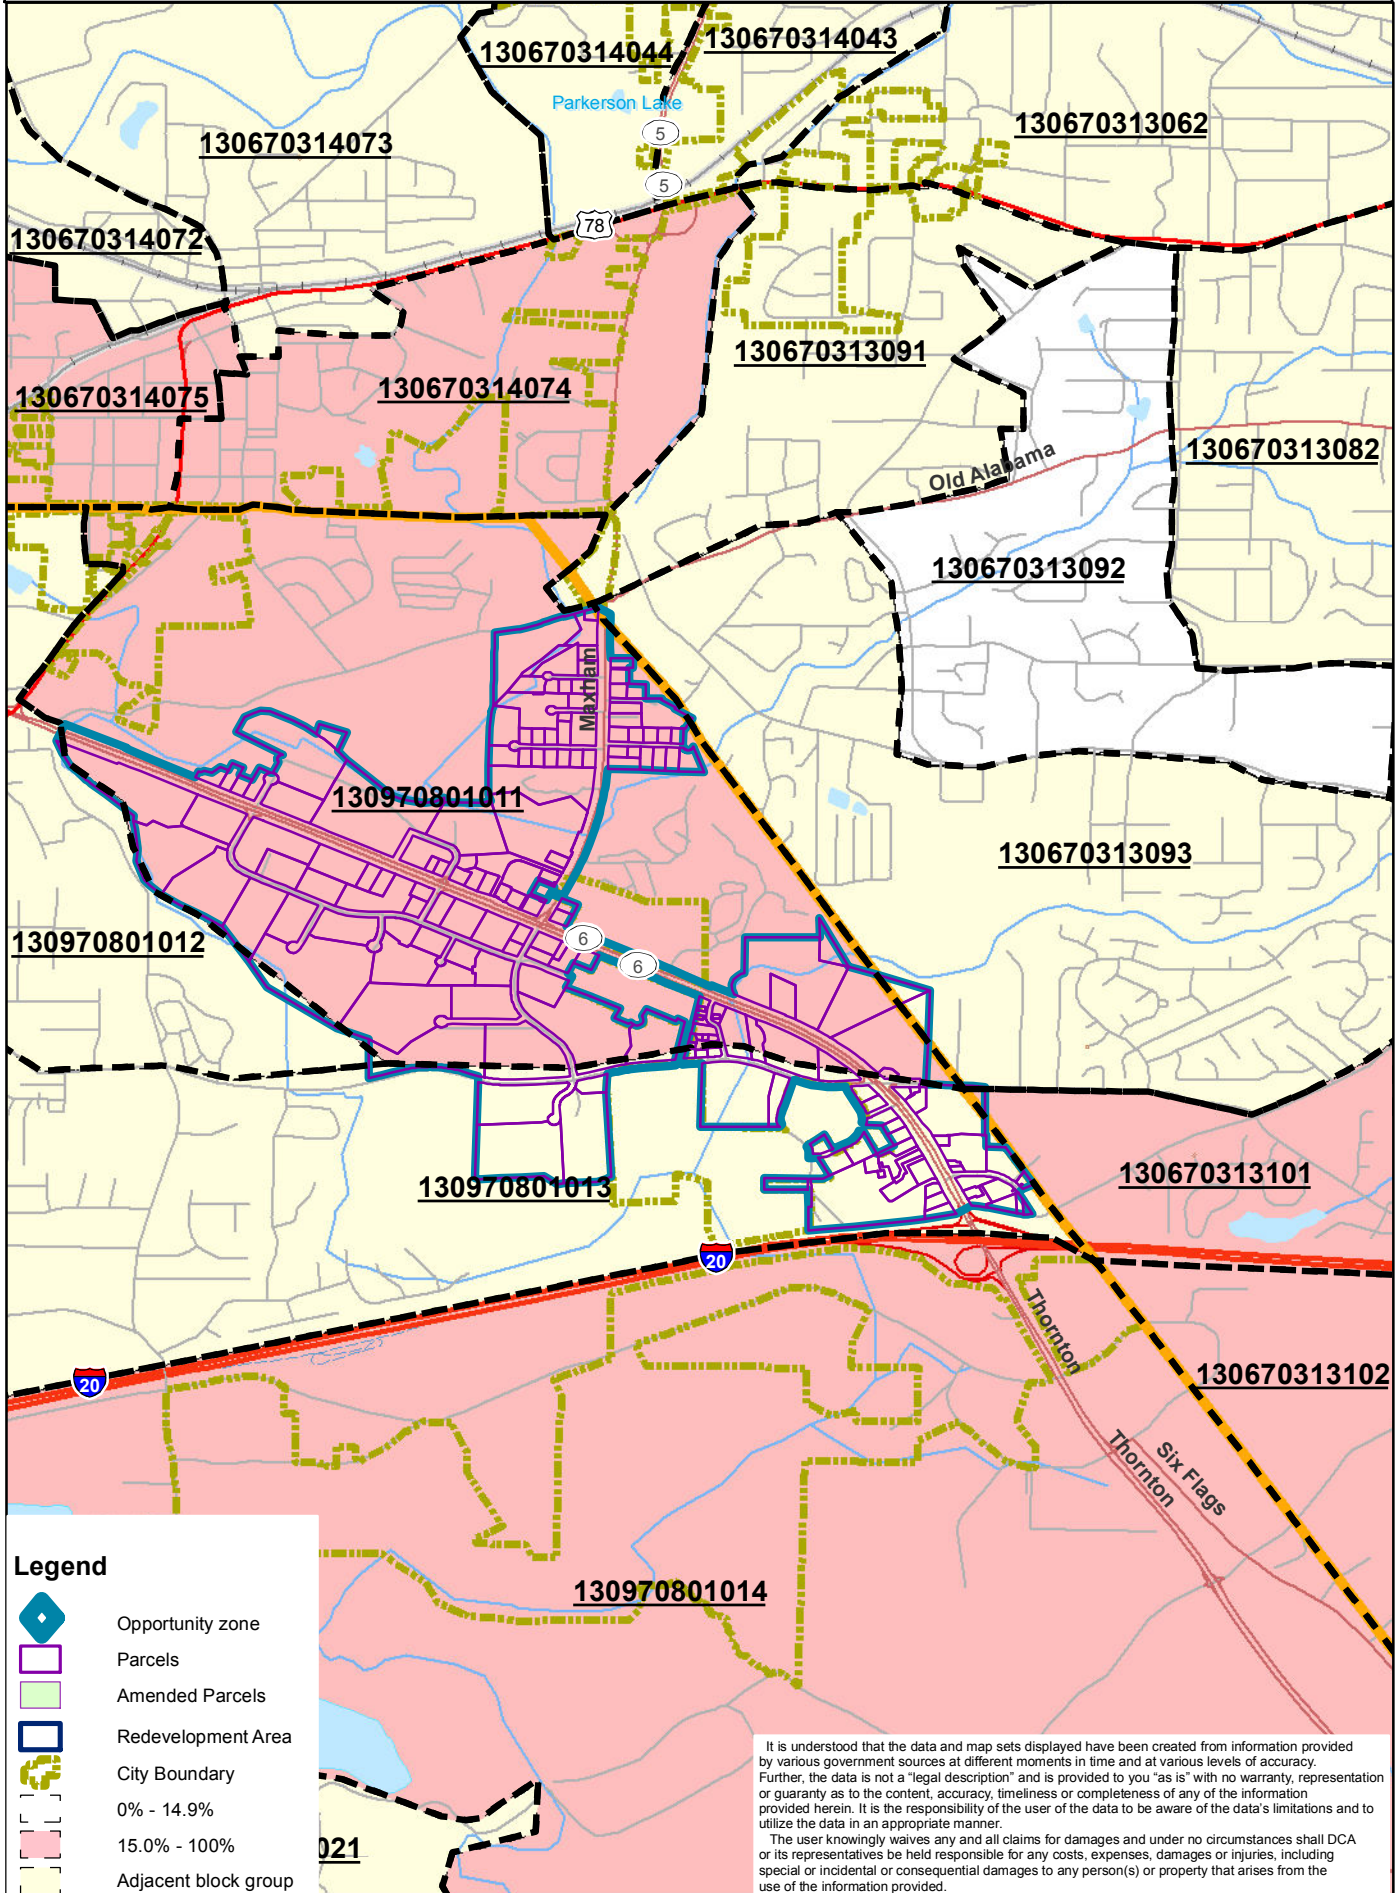 130670314044
130670314043
Parkerson Lake
5
130670313062
130670314073
5
78
130670314072
130670313091
130670314074
130670314075
Old Alabama
130670313082
130670313092
Maxham
130970801011
130670313093
130970801012
6
6
130670313101
130970801013
20
Thornton
130670313102
20
Thornton
Six Flags
130970801014
Legend
Opportunity zone
Parcels
Amended Parcels
Redevelopment Area
City Boundary
0% - 14.9%
15.0% - 100%
Adjacent block group
021
It is understood that the data and map sets displayed have been created from information provided
by various government sources at different moments in time and at various levels of accuracy.
Further, the data is not a “legal description” and is provided to you “as is” with no warranty, representation
or guaranty as to the content, accuracy, timeliness or completeness of any of the information
provided herein. It is the responsibility of the user of the data to be aware of the data’s limitations and to
utilize the data in an appropriate manner.
The user knowingly waives any and all claims for damages and under no circumstances shall DCA
or its representatives be held responsible for any costs, expenses, damages or injuries, including
special or incidental or consequential damages to any person(s) or property that arises from the
use of the information provided.